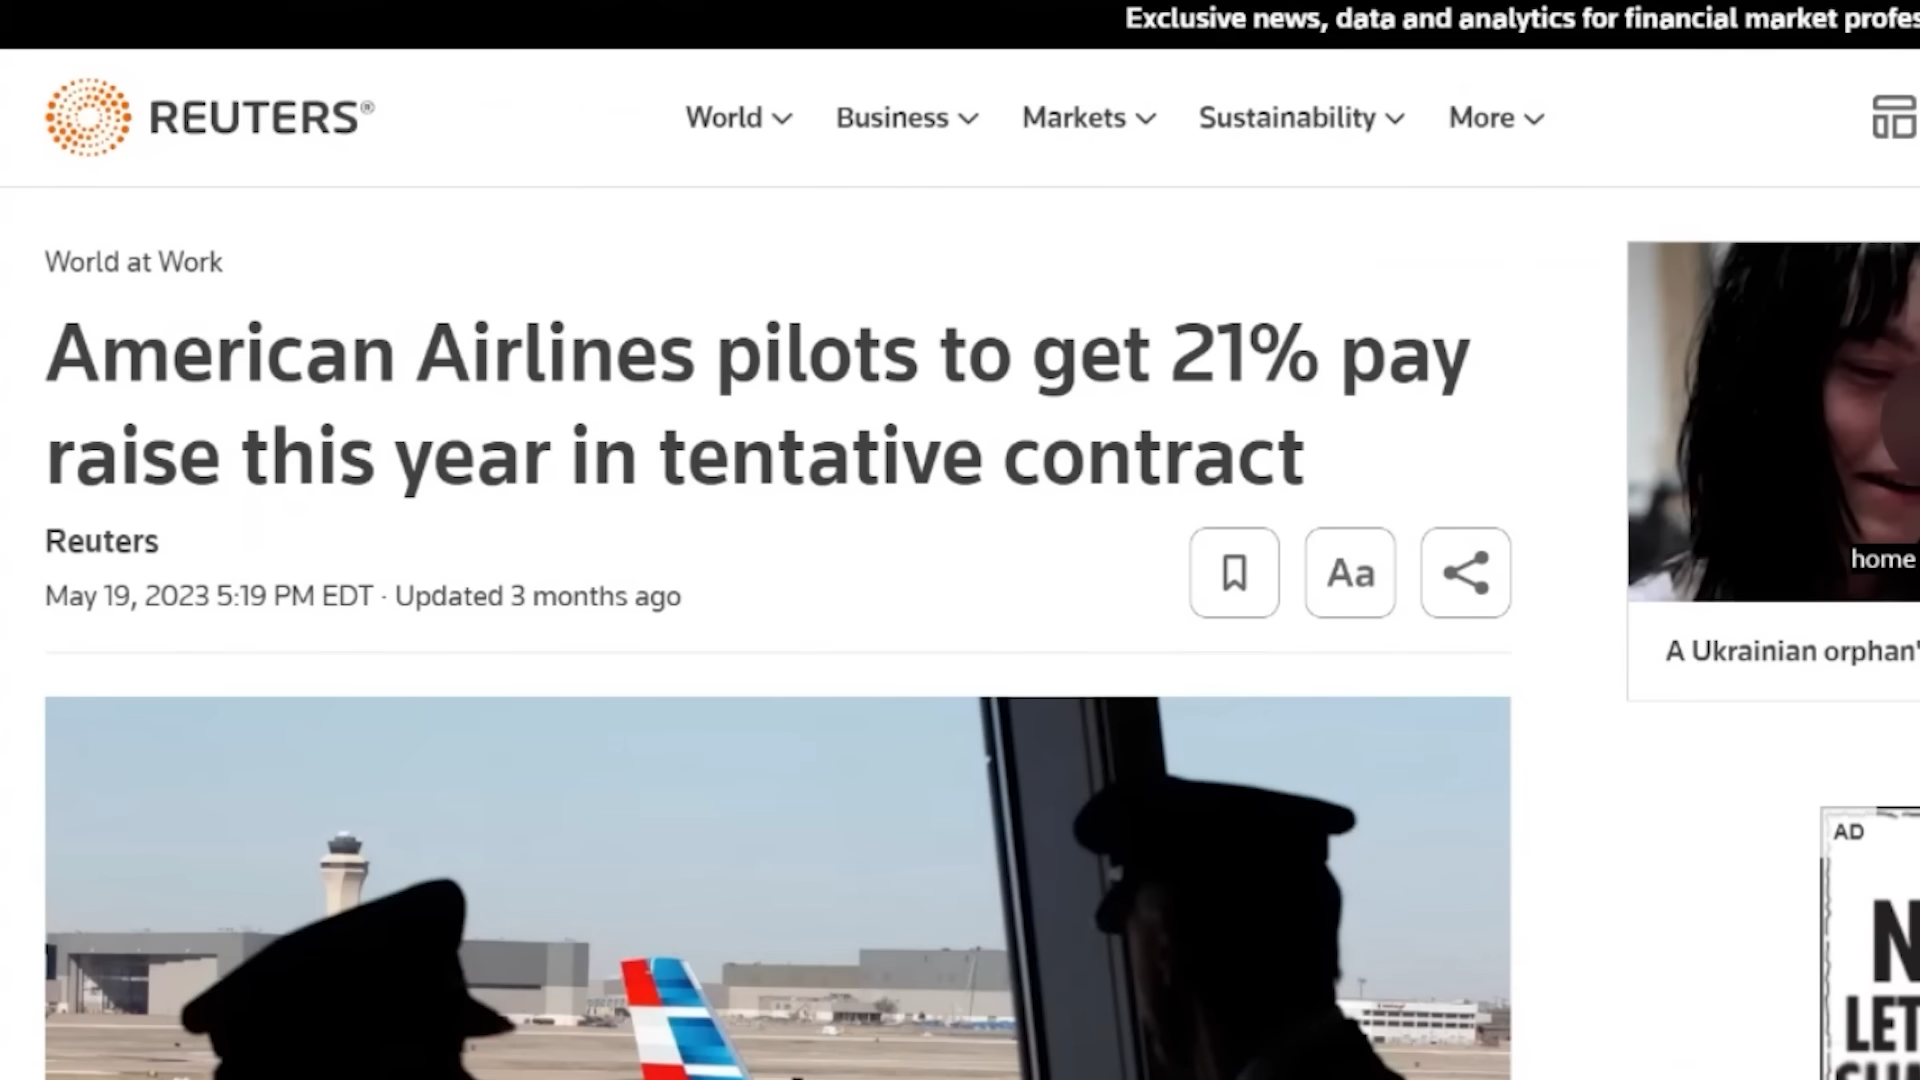 Exclusive news, data and analytics for financial market
REUTERS®
World
Business
Markets
Sustainability
More
World at Work
American Airlines pilots to get 21% pay
raise this year in tentative contract
Reuters
May 19, 2023 5:19 PM EDT · Updated 3 months ago
Aa
home
A Ukrainian orphan'
AD